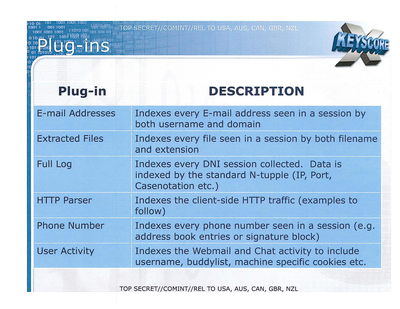 TOP SECRET//COMINT//REL TO USA, AUS, CAN, GBR, NZL
Plug-ins
X KEYSCORE
Plug-in DESCRIPTION
E-mail Addresses Indexes every E-mail address seen in a session by
both username and domain
Extracted Files Indexes every file seen in a session by both filename
and extension
Full Log Indexes every DNI session collected. Data is
indexed by the standard N-tupple (IP, Port,
Casenotation etc.)
HTTP Parser Indexes the client-side HTTP traffic (examples to
follow)
Phone Number Indexes every phone number seen in a session (e.g.
address book entries or signature block)
User Activity Indexes the Webmail and Chat activity to include
username, buddylist, machine specific cookies etc.
TOP SECRET//COMINT//REL TO USA, AUS, CAN, GBR, NZL